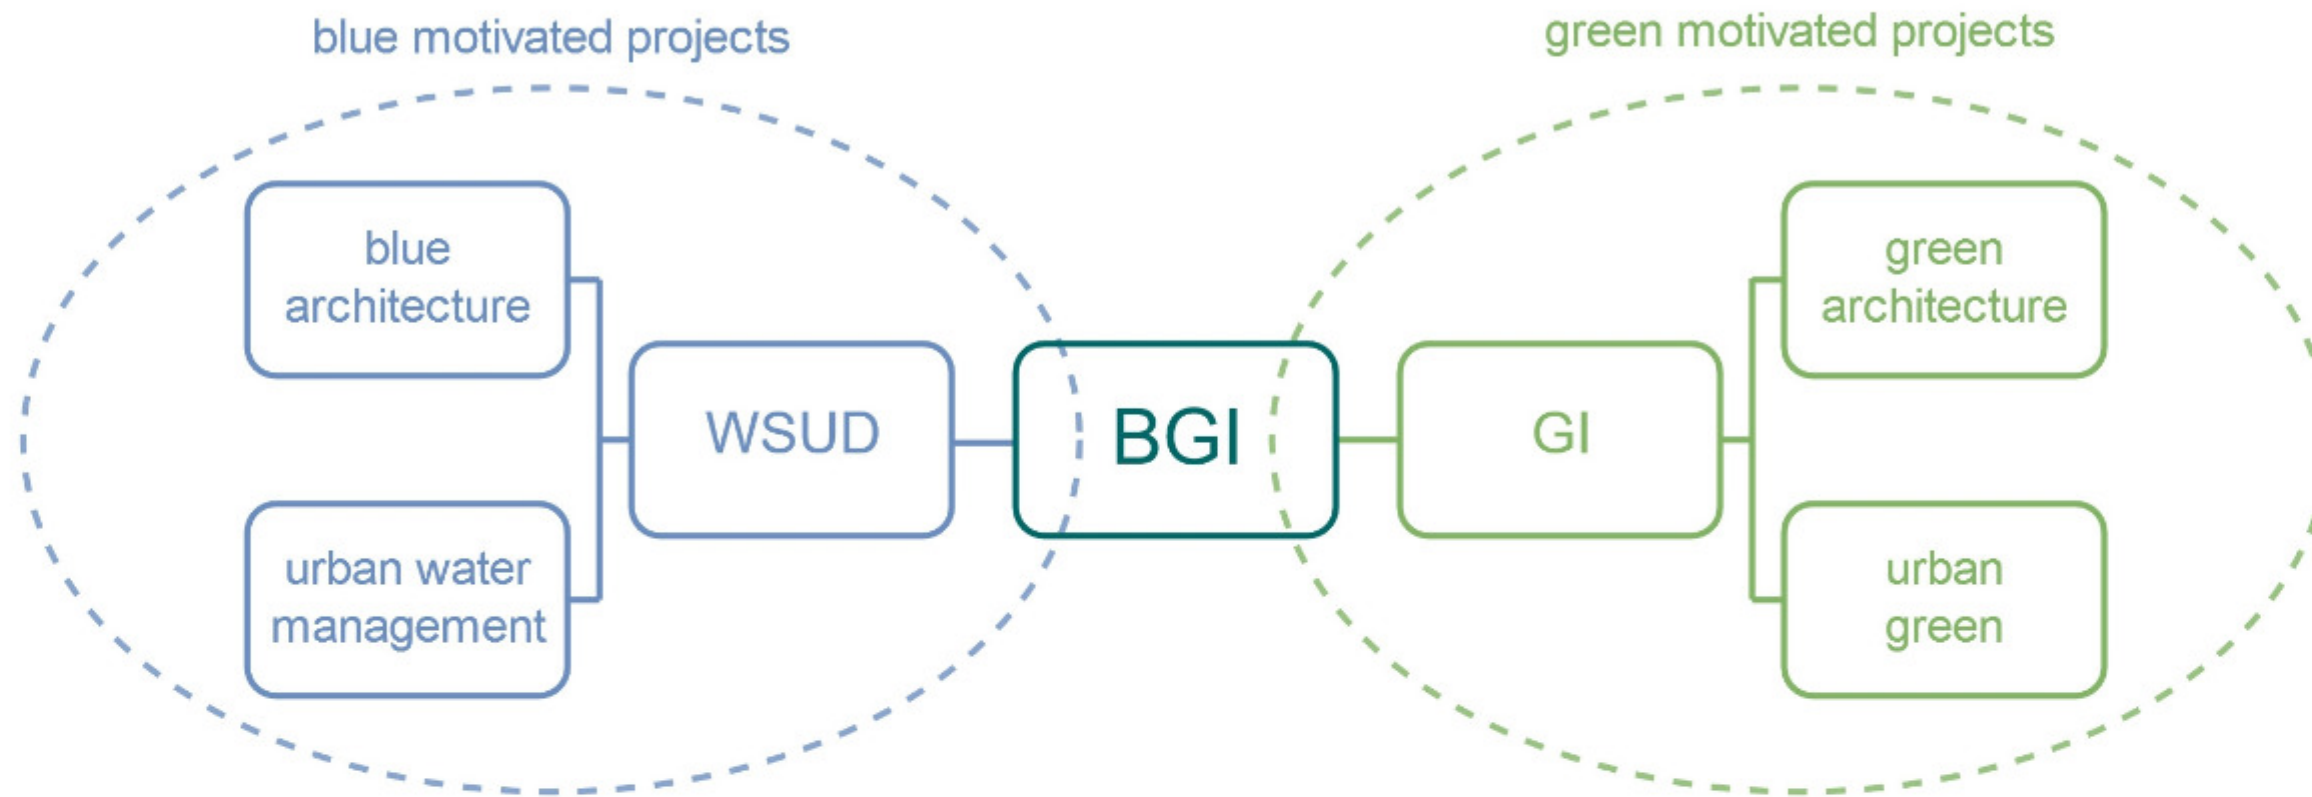 blue motivated projects
green motivated projects
blue
architecture
urban water
management
WSUD
BGI
GI
green
architecture
urban
green